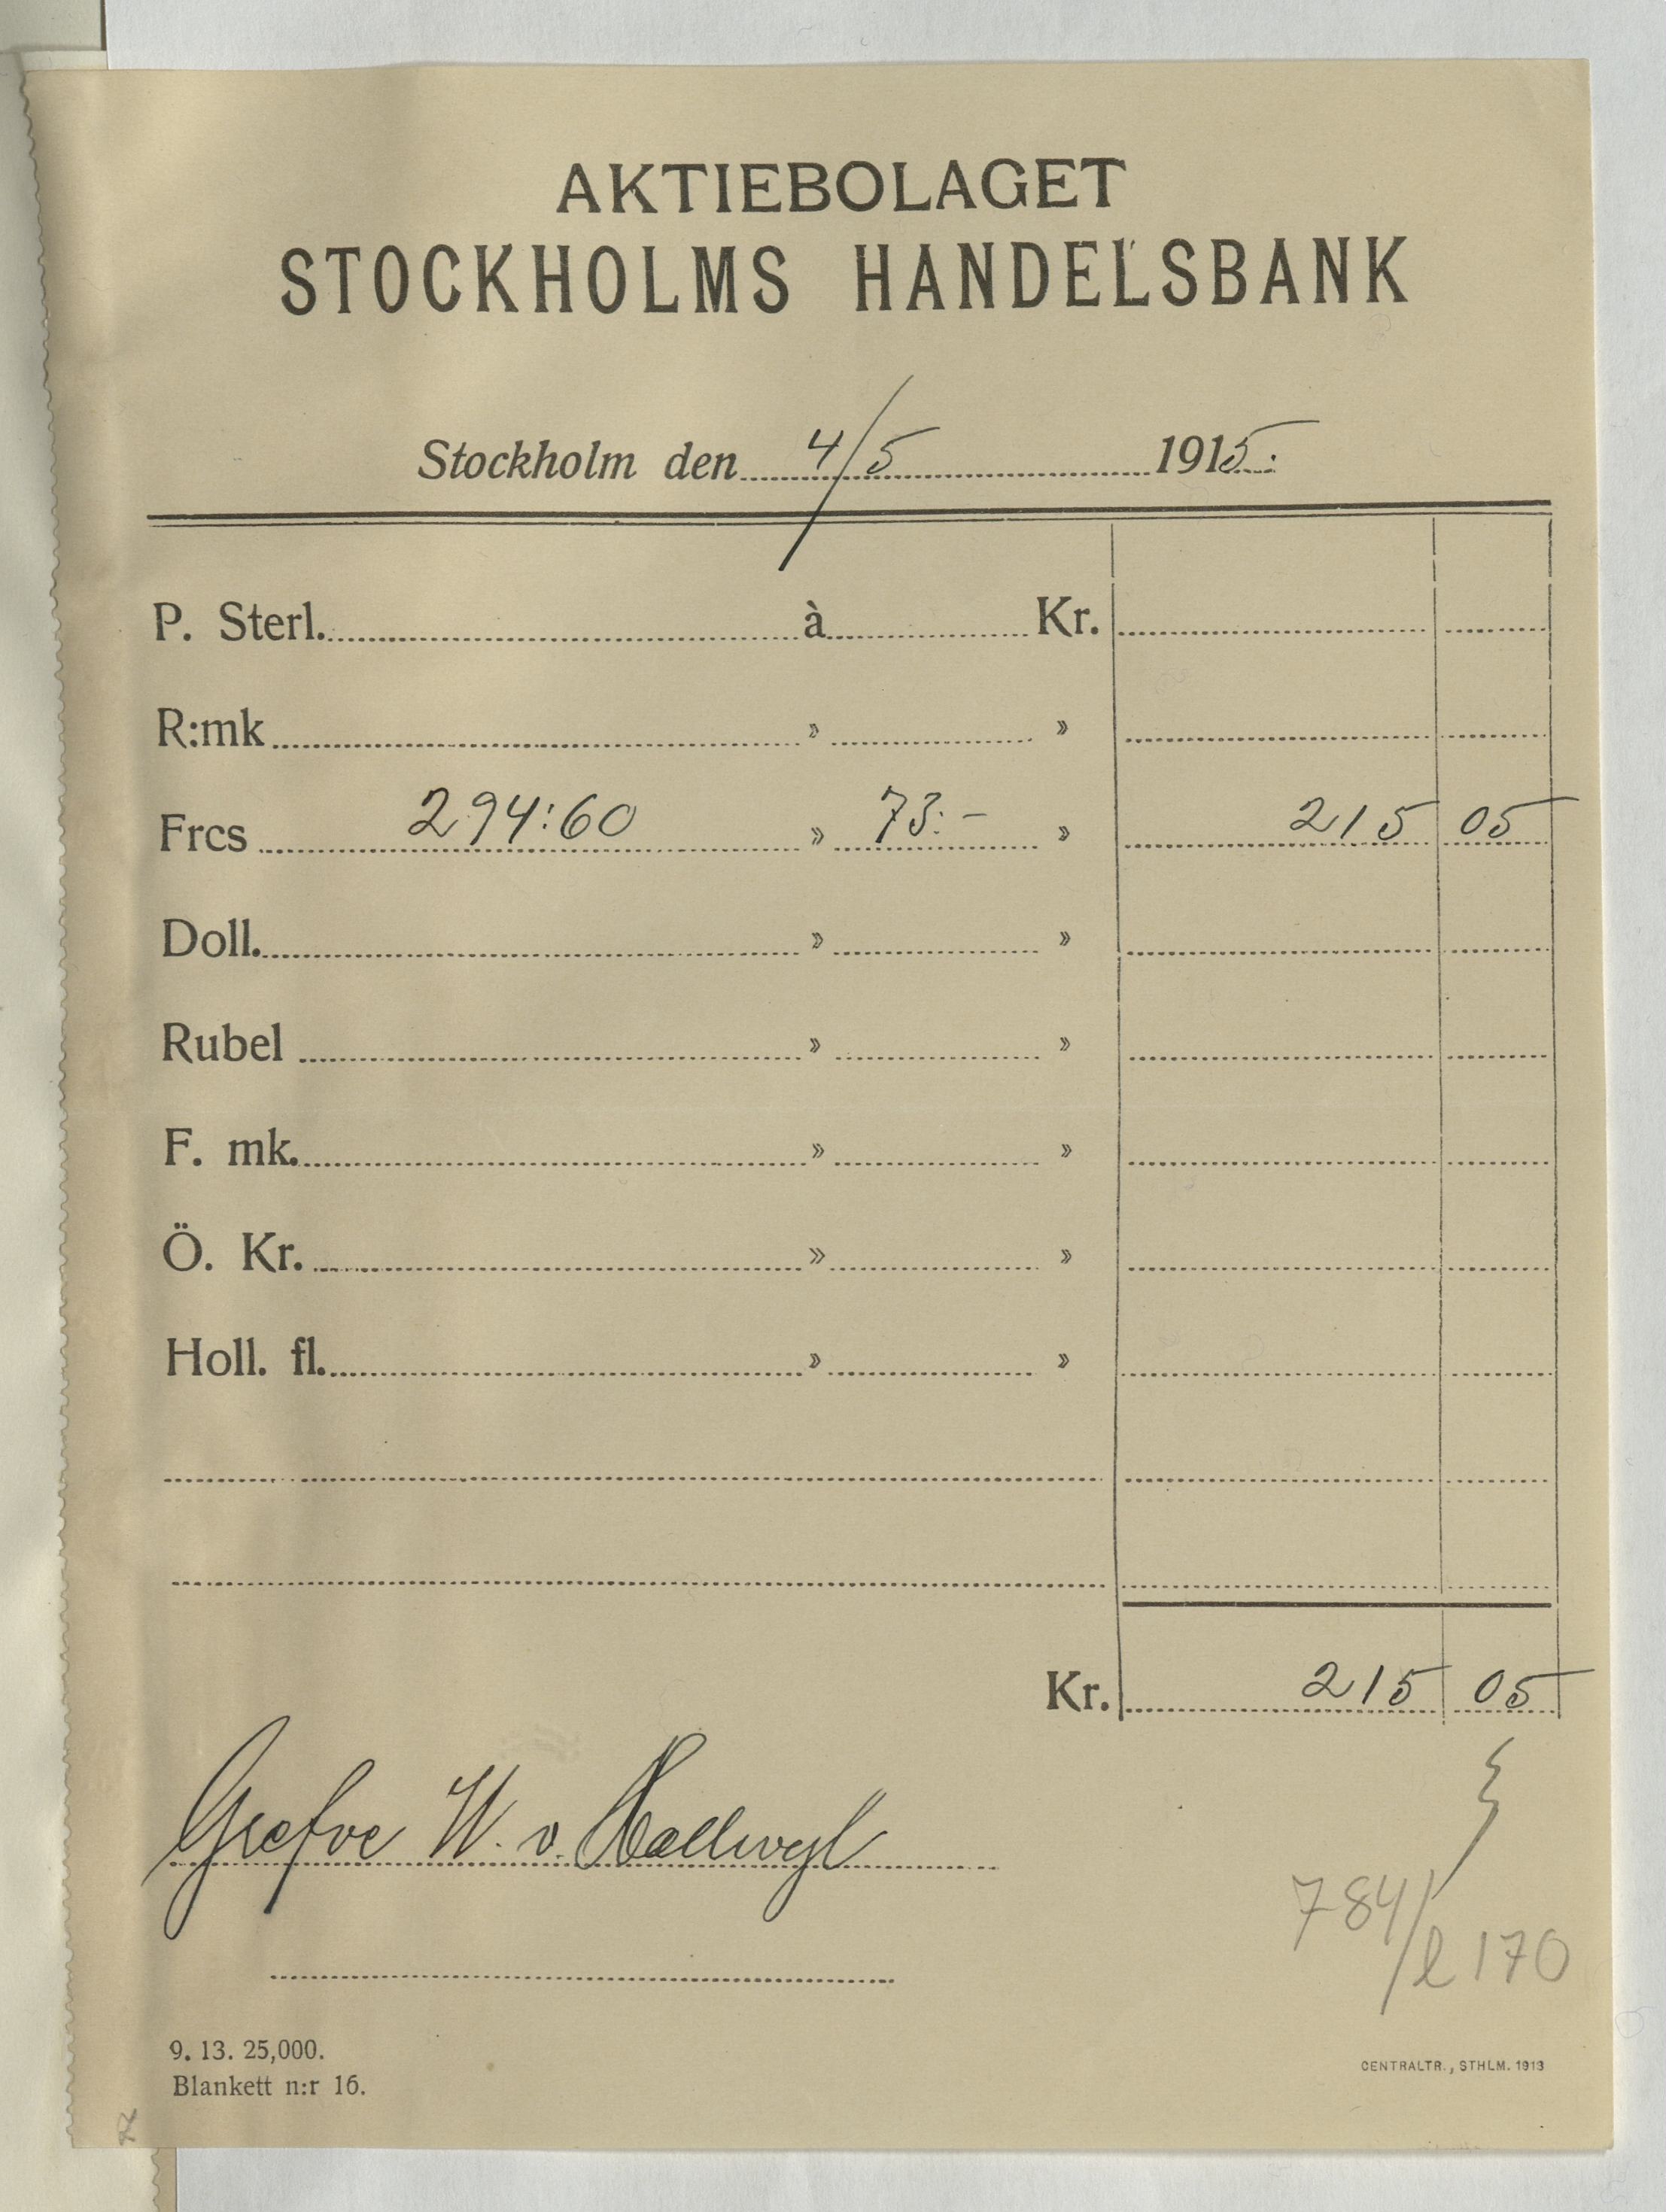 AKTIEBOLAGET
STOCKHOLMS HANDELSBANK
Stockholm den 4/5 1915.
P. Sterl. à Kr.
R:mk » »
Frcs 294:60 » 73:- » 215 05
Doll. » »
Rubel » »
F. mk. » »
Ö. Kr. » »
Holl. fl. » »
Kr. 215 05
Grefve W. v. Hallwyl
784/l 170
9. 13. 25,000.
Blankett n:r 16.
CENTRALTR., STHLM. 1913